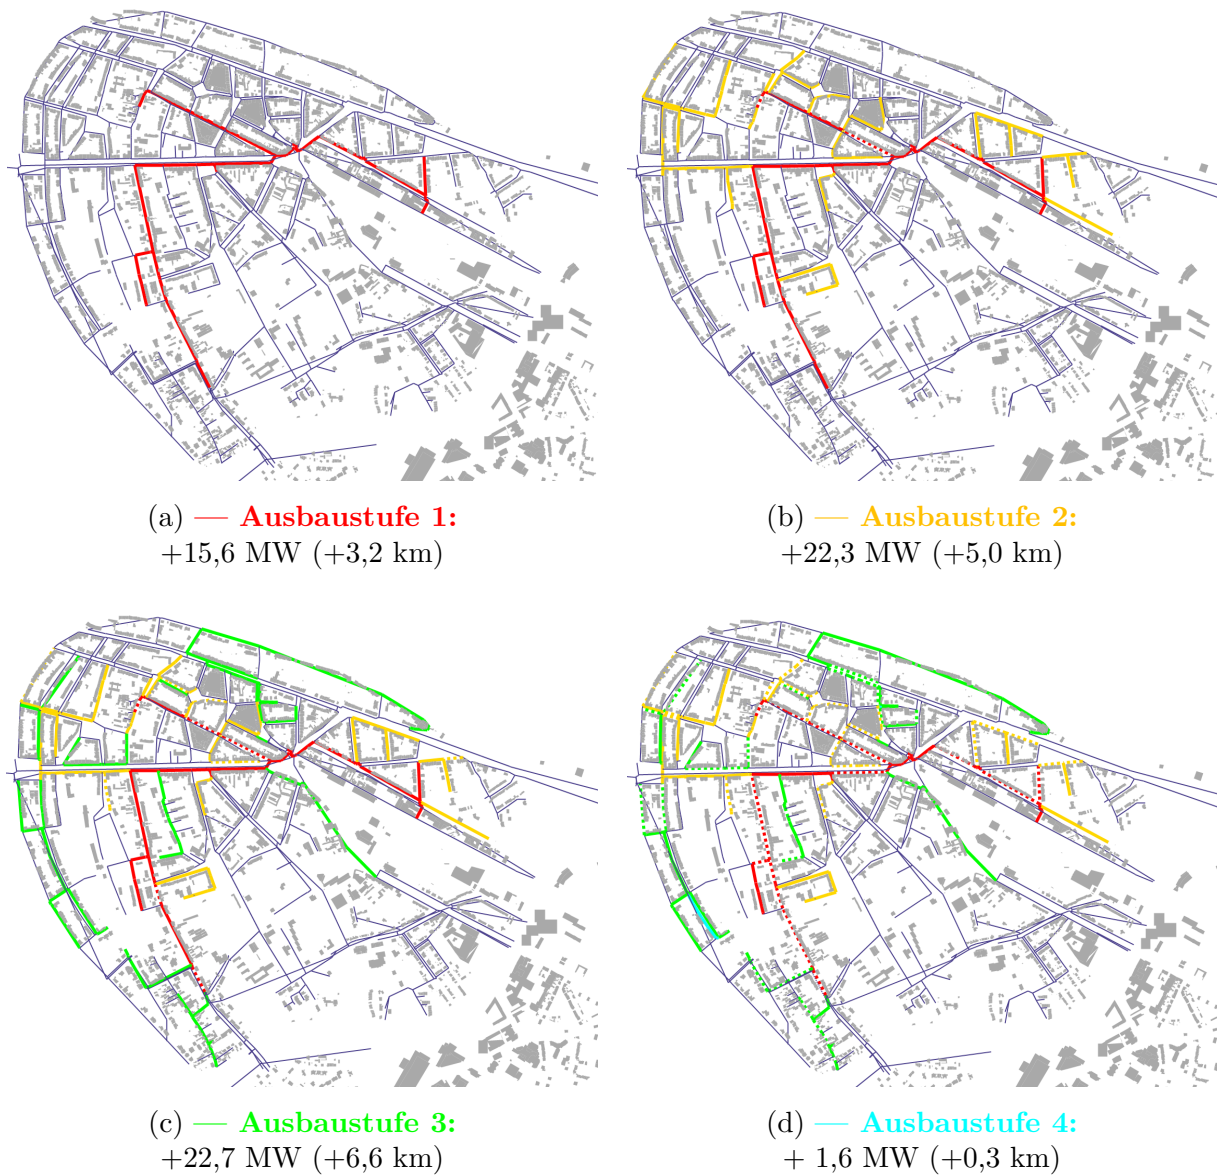 (a) — Ausbaustufe 1:
+15,6 MW (+3,2 km)
(b) — Ausbaustufe 2:
+22,3 MW (+5,0 km)
(c) — Ausbaustufe 3:
+22,7 MW (+6,6 km)
(d) — Ausbaustufe 4:
+ 1,6 MW (+0,3 km)